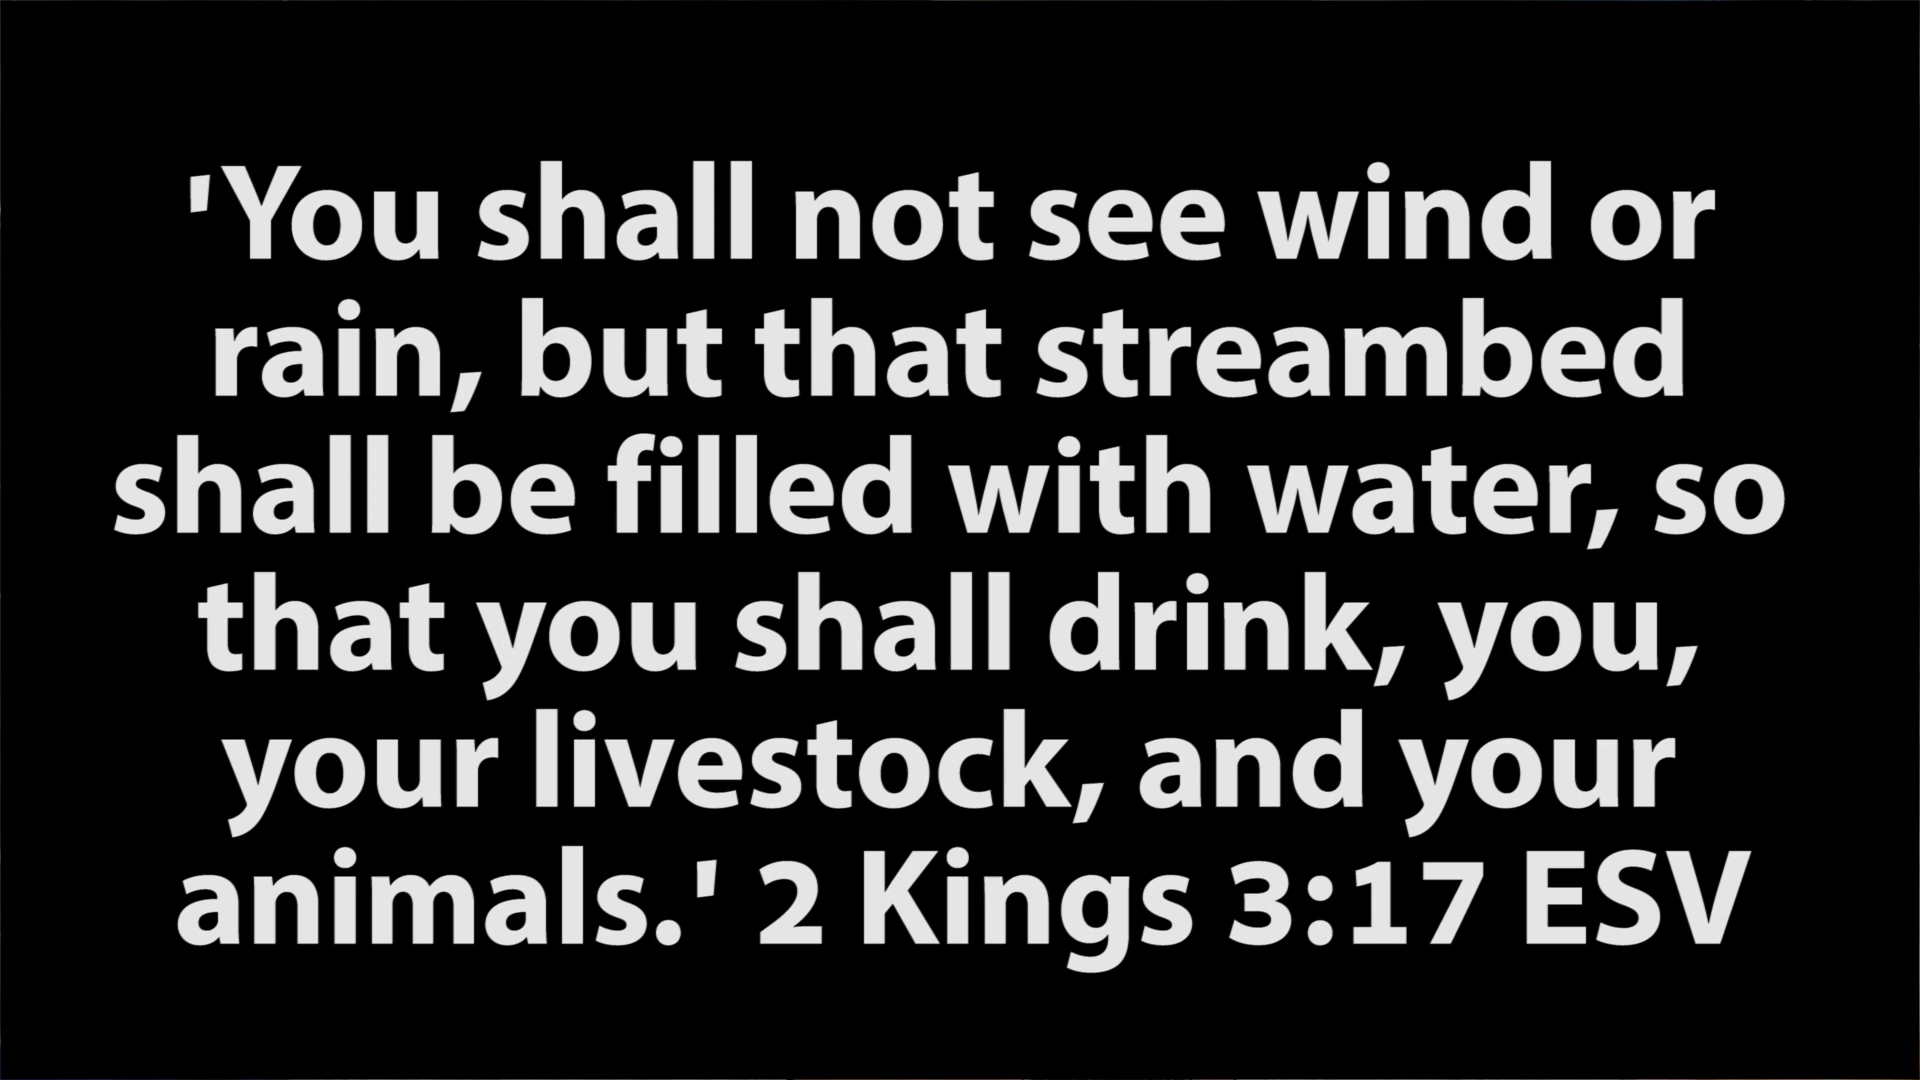 'You shall not see wind or
rain, but that streambed
shall be filled with water, so
that you shall drink, you,
your livestock, and your
animals.' 2 Kings 3:17 ESV